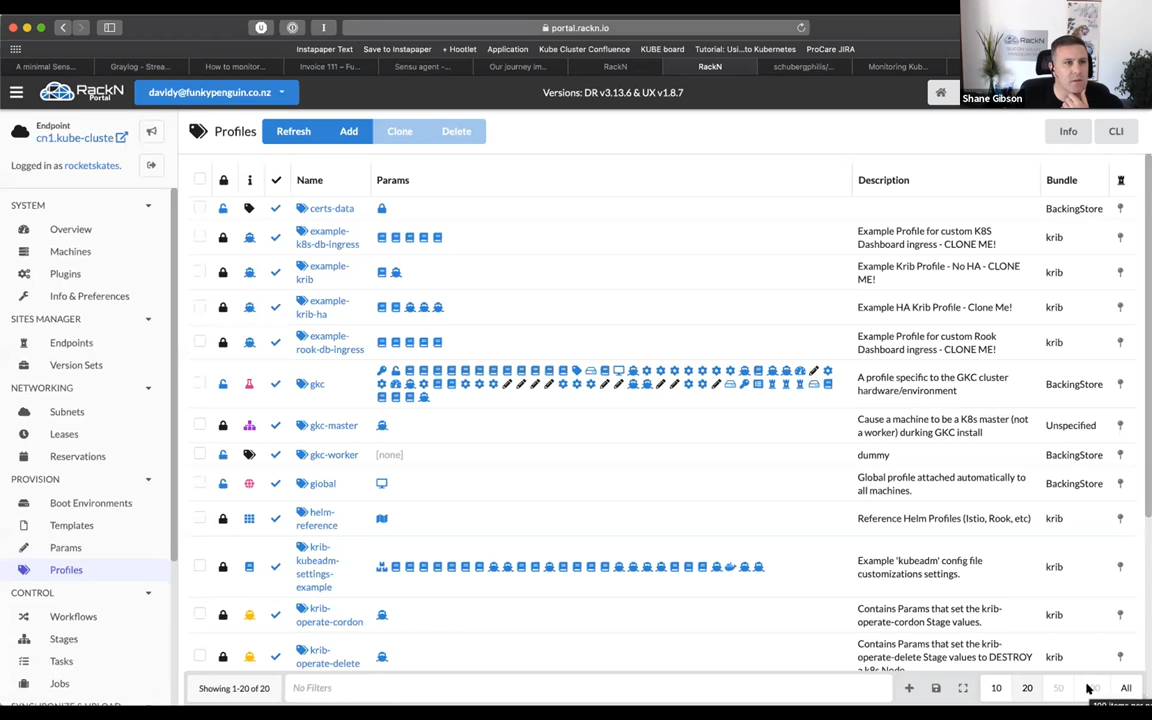 portal.rackn.io
Instapaper Text
Save to Instapaper
+ Hootlet
Application
Kube Cluster Confluence
KUBE board
Tutorial: Usi...to Kubernetes
ProCare JIRA
A minimal Sens...
Graylog - Strea...
How to monitor...
Invoice 111 – Fu...
Sensu agent -...
Our journey im...
RackN
RackN
schubergphilis/...
Monitoring Kub...
RackN
Shane Gibson
RackN
Portal
davidy@funkypenguin.co.nz
Versions: DR v3.13.6 & UX v1.8.7
Endpoint
cn1.kube-cluste
Logged in as rocketskates.
Profiles
Refresh
Add
Clone
Delete
Info
CLI
SYSTEM
Overview
Machines
Plugins
Info & Preferences
SITES MANAGER
Endpoints
Version Sets
NETWORKING
Subnets
Leases
Reservations
PROVISION
Boot Environments
Templates
Params
Profiles
CONTROL
Workflows
Stages
Tasks
Jobs
Name
Params
Description
Bundle
certs-data
BackingStore
example-
k8s-db-ingress
Example Profile for custom K8S
Dashboard ingress - CLONE ME!
krib
example-
krib
Example Krib Profile - No HA - CLONE
ME!
krib
example-
krib-ha
Example HA Krib Profile - Clone Me!
krib
example-
rook-db-ingress
Example Profile for custom Rook
Dashboard ingress - CLONE ME!
krib
gkc
A profile specific to the GKC cluster
hardware/environment
BackingStore
gkc-master
Cause a machine to be a K8s master (not
a worker) durking GKC install
Unspecified
gkc-worker
[none]
dummy
BackingStore
global
Global profile attached automatically to
all machines.
BackingStore
helm-
reference
Reference Helm Profiles (Istio, Rook, etc)
krib
krib-
kubeadm-
settings-
example
Example 'kubeadm' config file
customizations settings.
krib
krib-
operate-cordon
Contains Params that set the krib-
operate-cordon Stage values.
krib
krib-
operate-delete
Contains Params that set the krib-
operate-delete Stage values to DESTROY
a k8s Node
krib
Showing 1-20 of 20
No Filters
10
20
50
All